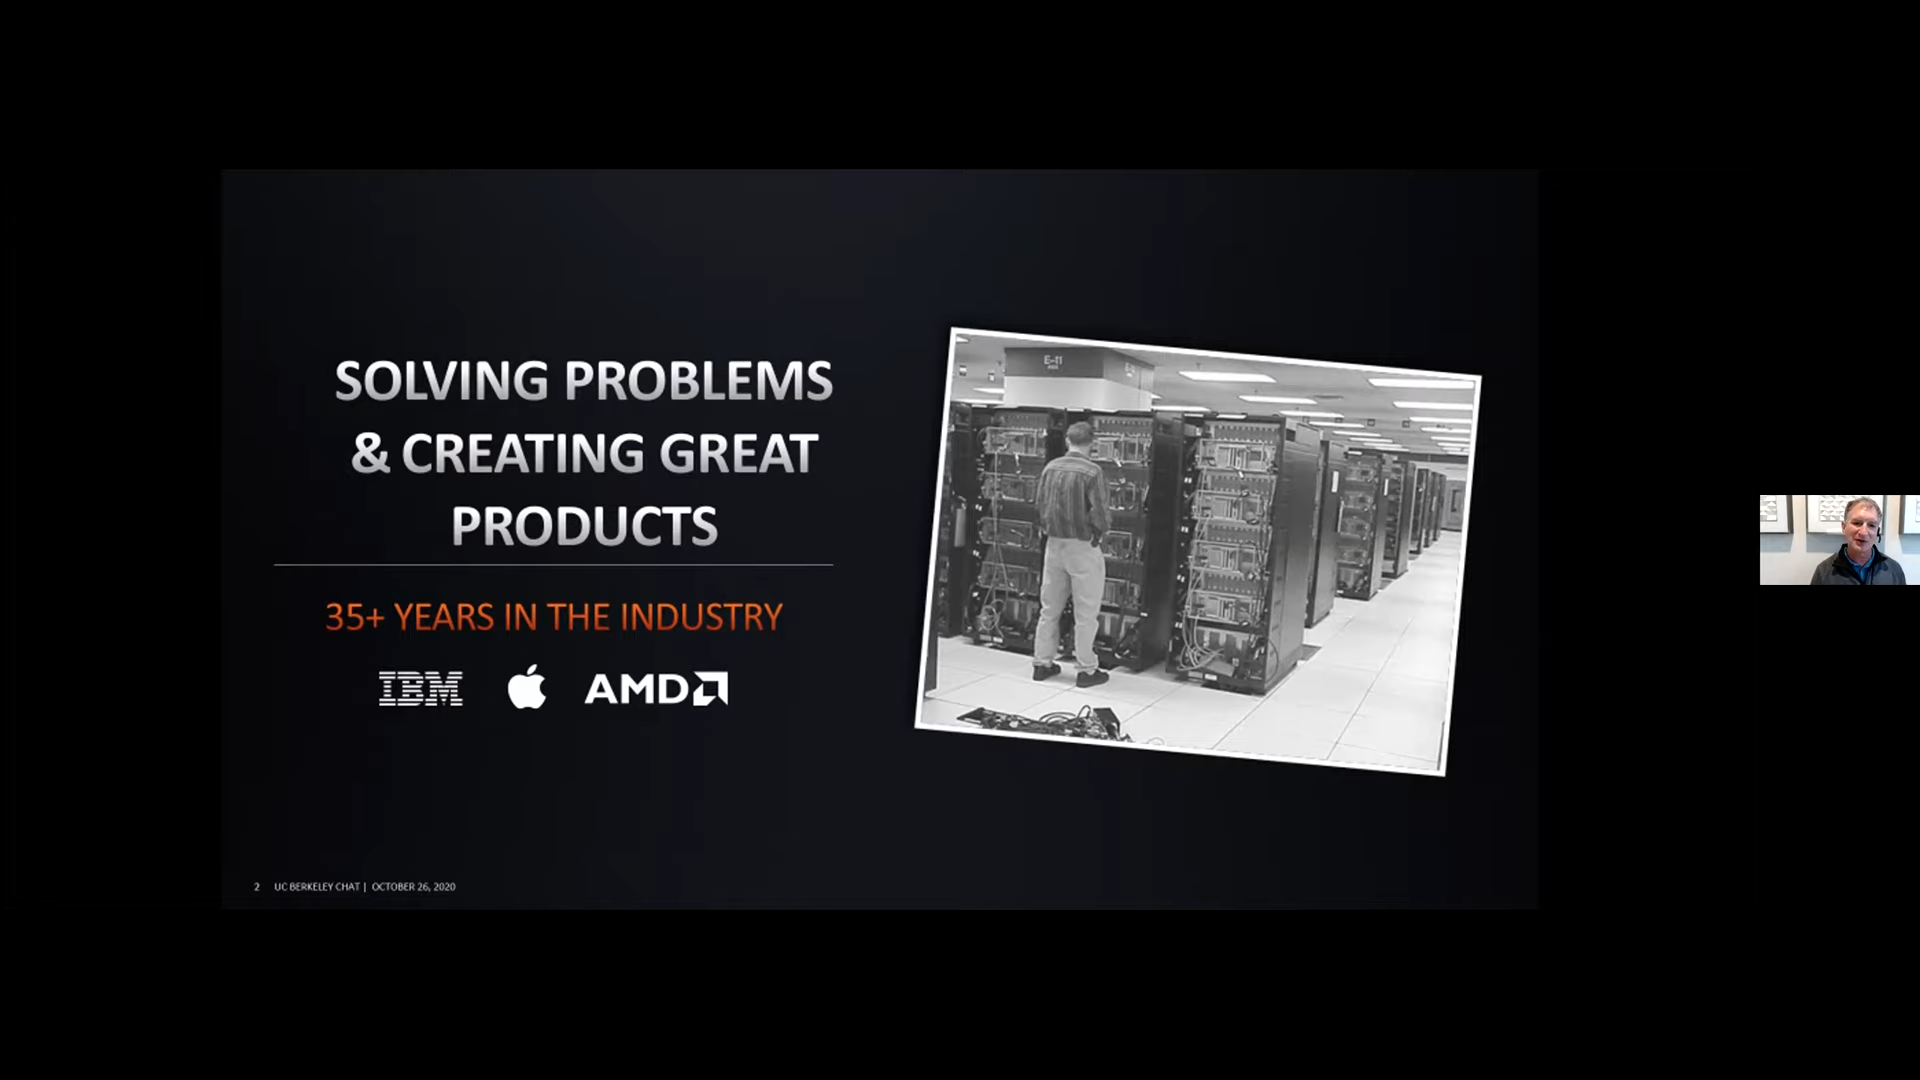 SOLVING PROBLEMS
& CREATING GREAT
PRODUCTS
35+ YEARS IN THE INDUSTRY
IBM AMD
E-11
2 UC BERKELEY CHAT | OCTOBER 26, 2020